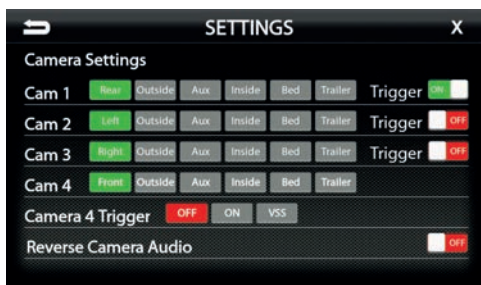 SETTINGS X
Camera Settings
Cam 1 Rear Outside Aux Inside Bed Trailer Trigger ON
Cam 2 Left Outside Aux Inside Bed Trailer Trigger OFF
Cam 3 Right Outside Aux Inside Bed Trailer Trigger OFF
Cam 4 Front Outside Aux Inside Bed Trailer
Camera 4 Trigger OFF ON VSS
Reverse Camera Audio OFF